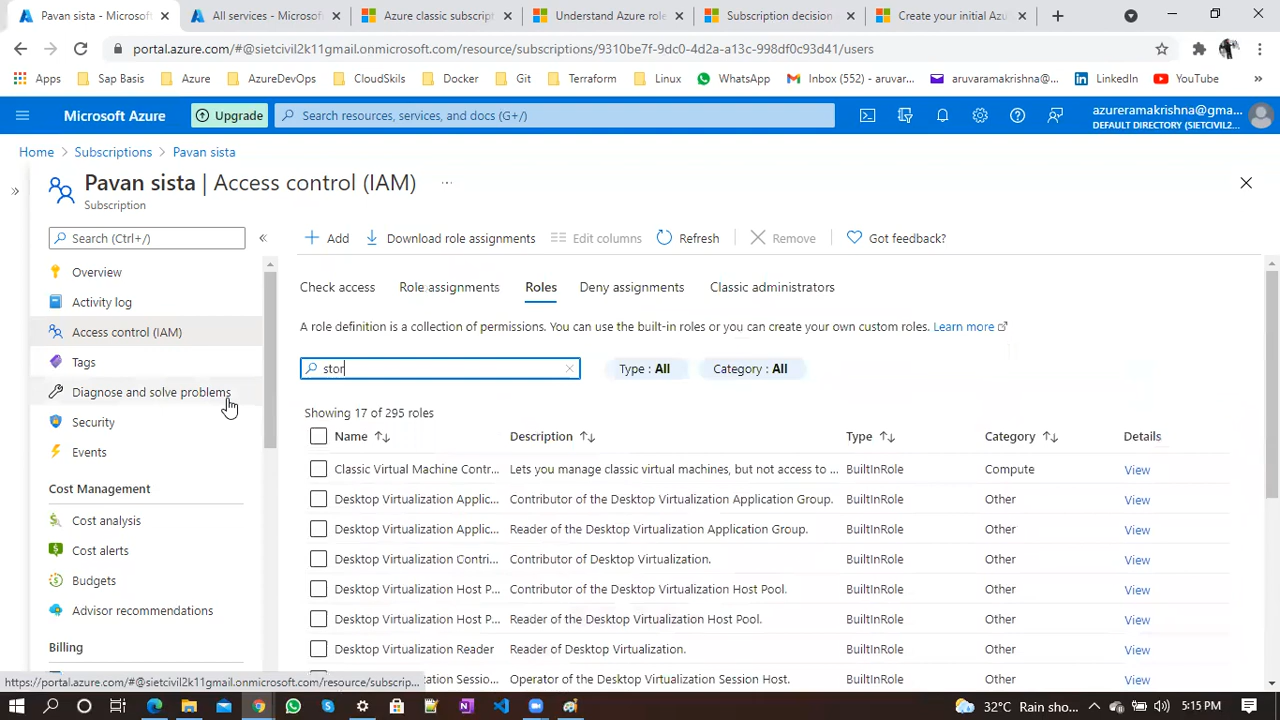 Pavan sista - Microsoft Azure
All services - Microsoft
Azure classic subscrip
Understand Azure role
Subscription decision
Create your initial Azu
portal.azure.com/#@sietcivil2k11gmail.onmicrosoft.com/resource/subscriptions/9310be7f-9dc0-4d2a-a13c-998df0c93d41/users
Apps
Sap Basis
Azure
AzureDevOps
CloudSkils
Docker
Git
Terraform
Linux
WhatsApp
Inbox (552) - aruvar...
aruvaramakrishna@...
LinkedIn
YouTube
»
Microsoft Azure
Upgrade
Search resources, services, and docs (G+/)
azureramakrishna@gma...
DEFAULT DIRECTORY (SIETCIVIL2...
Home > Subscriptions > Pavan sista
Pavan sista | Access control (IAM)
Subscription
Search (Ctrl+/)
Overview
Activity log
Access control (IAM)
Tags
Diagnose and solve problems
Security
Events
Cost Management
Cost analysis
Cost alerts
Budgets
Advisor recommendations
Billing
Add
Download role assignments
Edit columns
Refresh
Remove
Got feedback?
Check access
Role assignments
Roles
Deny assignments
Classic administrators
A role definition is a collection of permissions. You can use the built-in roles or you can create your own custom roles. Learn more
stor
Type : All
Category : All
Showing 17 of 295 roles
Name Description Type Category Details
Classic Virtual Machine Contr... Lets you manage classic virtual machines, but not access to ... BuiltInRole Compute View
Desktop Virtualization Applic... Contributor of the Desktop Virtualization Application Group. BuiltInRole Other View
Desktop Virtualization Applic... Reader of the Desktop Virtualization Application Group. BuiltInRole Other View
Desktop Virtualization Contri... Contributor of Desktop Virtualization. BuiltInRole Other View
Desktop Virtualization Host P... Contributor of the Desktop Virtualization Host Pool. BuiltInRole Other View
Desktop Virtualization Host P... Reader of the Desktop Virtualization Host Pool. BuiltInRole Other View
Desktop Virtualization Reader Reader of Desktop Virtualization. BuiltInRole Other View
Desktop Virtualization Sessio... Operator of the Desktop Virtualization Session Host. BuiltInRole Other View
https://portal.azure.com/#@sietcivil2k11gmail.onmicrosoft.com/resource/subscrip...
32°C Rain sho...
5:15 PM